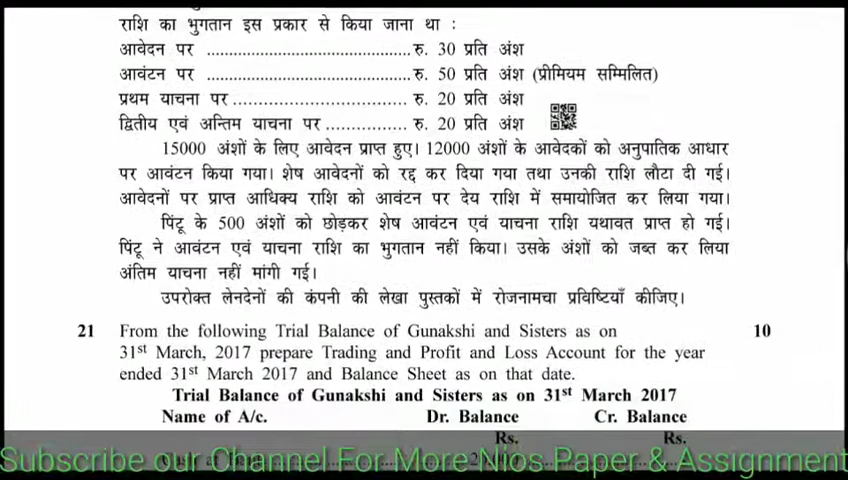 राशि का भुगतान इस प्रकार से किया जाना था :
आवेदन पर ............................................. रु. 30 प्रति अंश
आवंटन पर ............................................. रु. 50 प्रति अंश (प्रीमियम सम्मिलित)
प्रथम याचना पर ...................................... रु. 20 प्रति अंश
द्वितीय एवं अन्तिम याचना पर .................. रु. 20 प्रति अंश
15000 अंशों के लिए आवेदन प्राप्त हुए। 12000 अंशों के आवेदकों को अनुपातिक आधार
पर आवंटन किया गया। शेष आवेदनों को रद्द कर दिया गया तथा उनकी राशि लौटा दी गई।
आवेदनों पर प्राप्त आधिक्य राशि को आवंटन पर देय राशि में समायोजित कर लिया गया।
पिंटू के 500 अंशों को छोड़कर शेष आवंटन एवं याचना राशि यथावत प्राप्त हो गई।
पिंटू ने आवंटन एवं याचना राशि का भुगतान नहीं किया। उसके अंशों को जब्त कर लिया
अंतिम याचना नहीं मांगी गई।
उपरोक्त लेनदेनों की कंपनी की लेखा पुस्तकों में रोजनामचा प्रविष्टियाँ कीजिए।
21 From the following Trial Balance of Gunakshi and Sisters as on 10
31st March, 2017 prepare Trading and Profit and Loss Account for the year
ended 31st March 2017 and Balance Sheet as on that date.
Trial Balance of Gunakshi and Sisters as on 31st March 2017
Name of A/c. Dr. Balance Cr. Balance
Rs. Rs.
Subscribe our Channel For More Nios Paper & Assignment